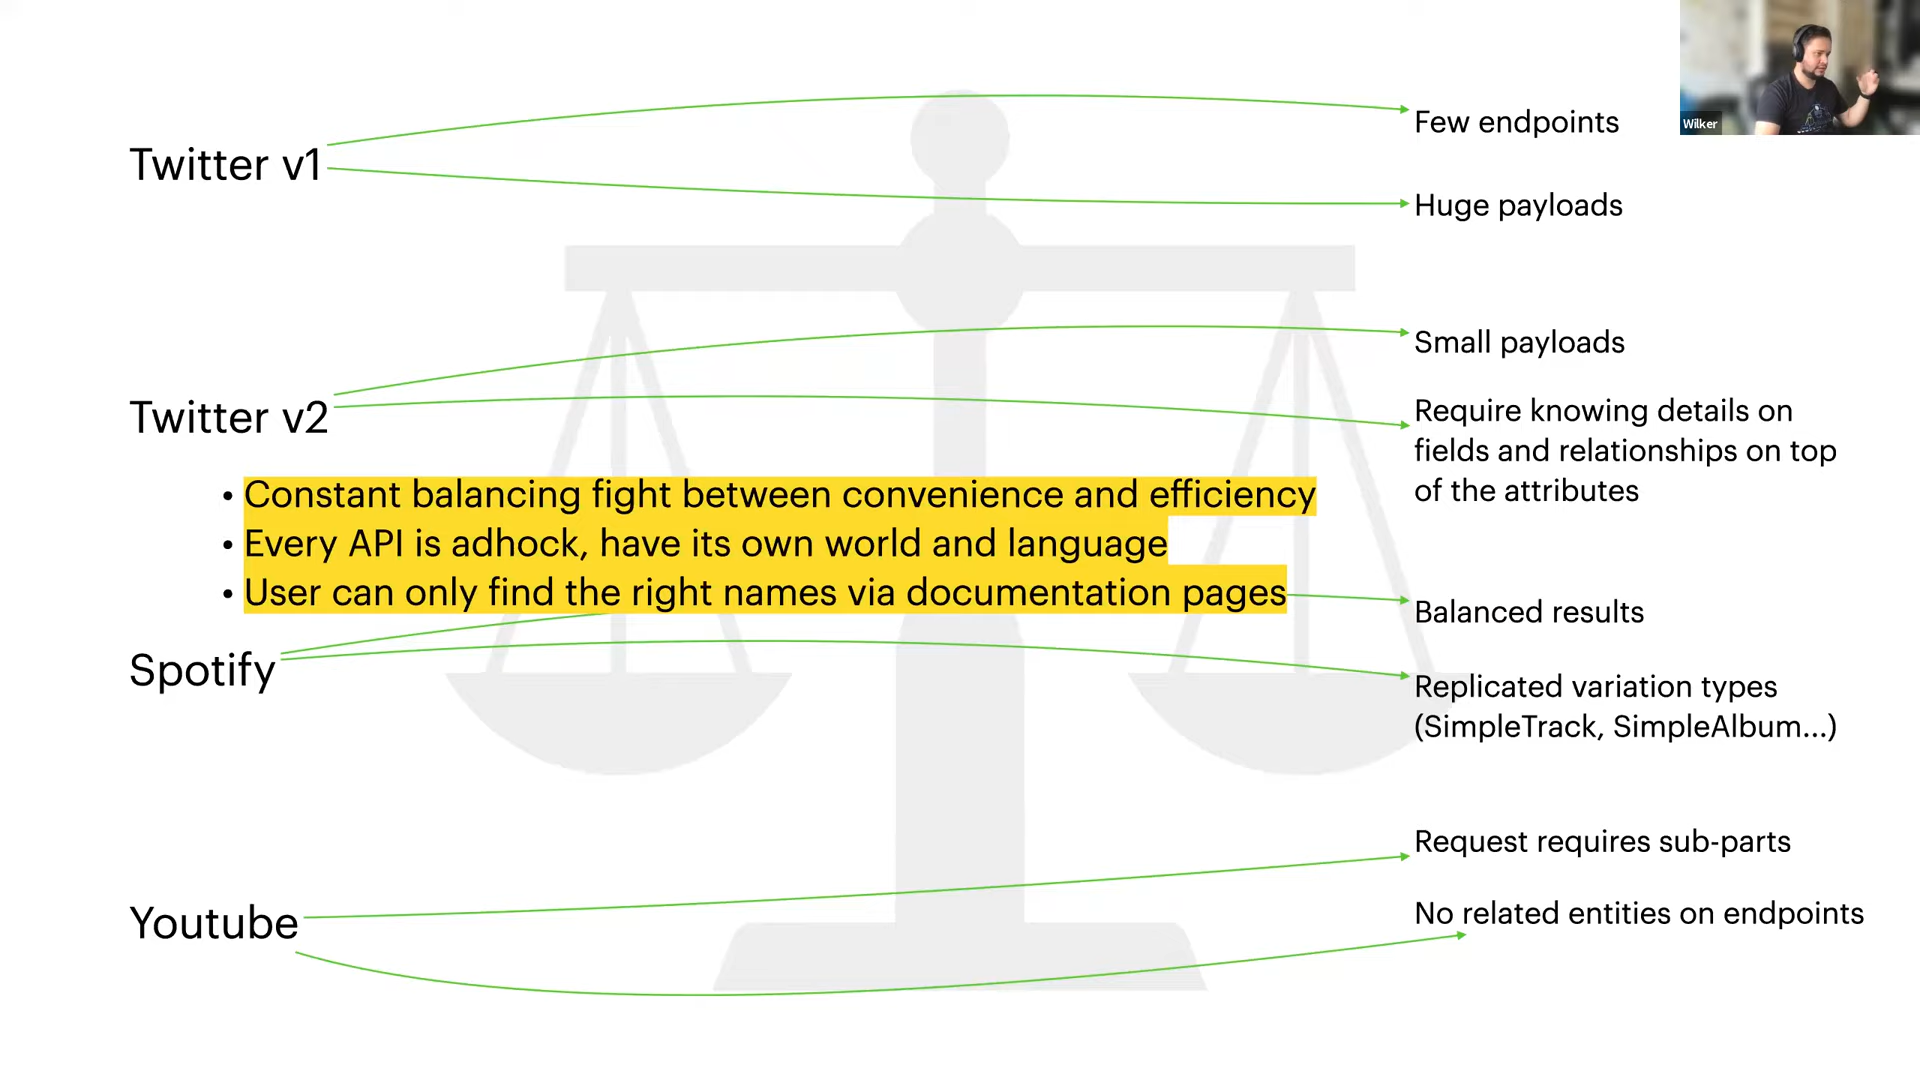 Few endpoints
Wilker
Twitter v1
Huge payloads
Small payloads
Twitter v2
Require knowing details on
fields and relationships on top
of the attributes
• Constant balancing fight between convenience and efficiency
• Every API is adhock, have its own world and language
• User can only find the right names via documentation pages
Balanced results
Spotify
Replicated variation types
(SimpleTrack, SimpleAlbum...)
Request requires sub-parts
Youtube
No related entities on endpoints